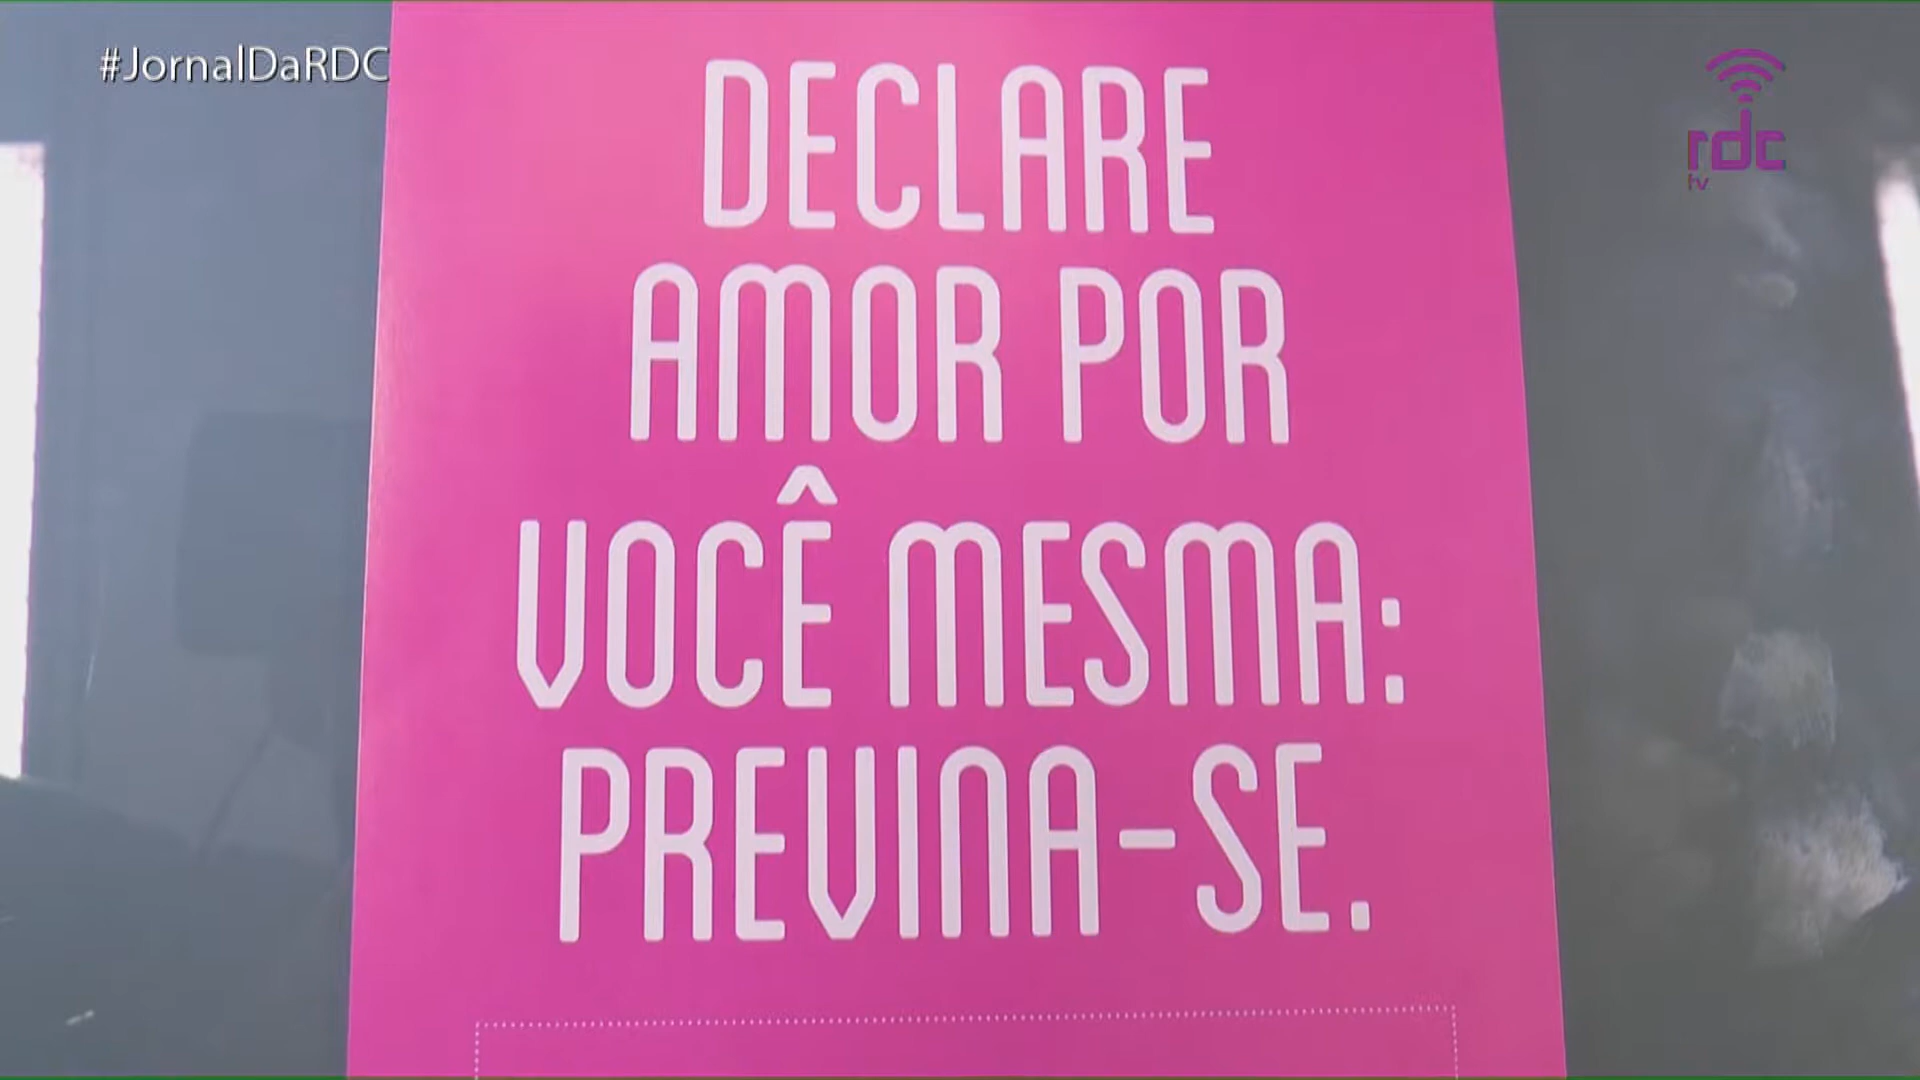 #JornalDaRDC
rdc
tv
DECLARE
AMOR POR
VOCÊ MESMA:
PREVINA-SE.